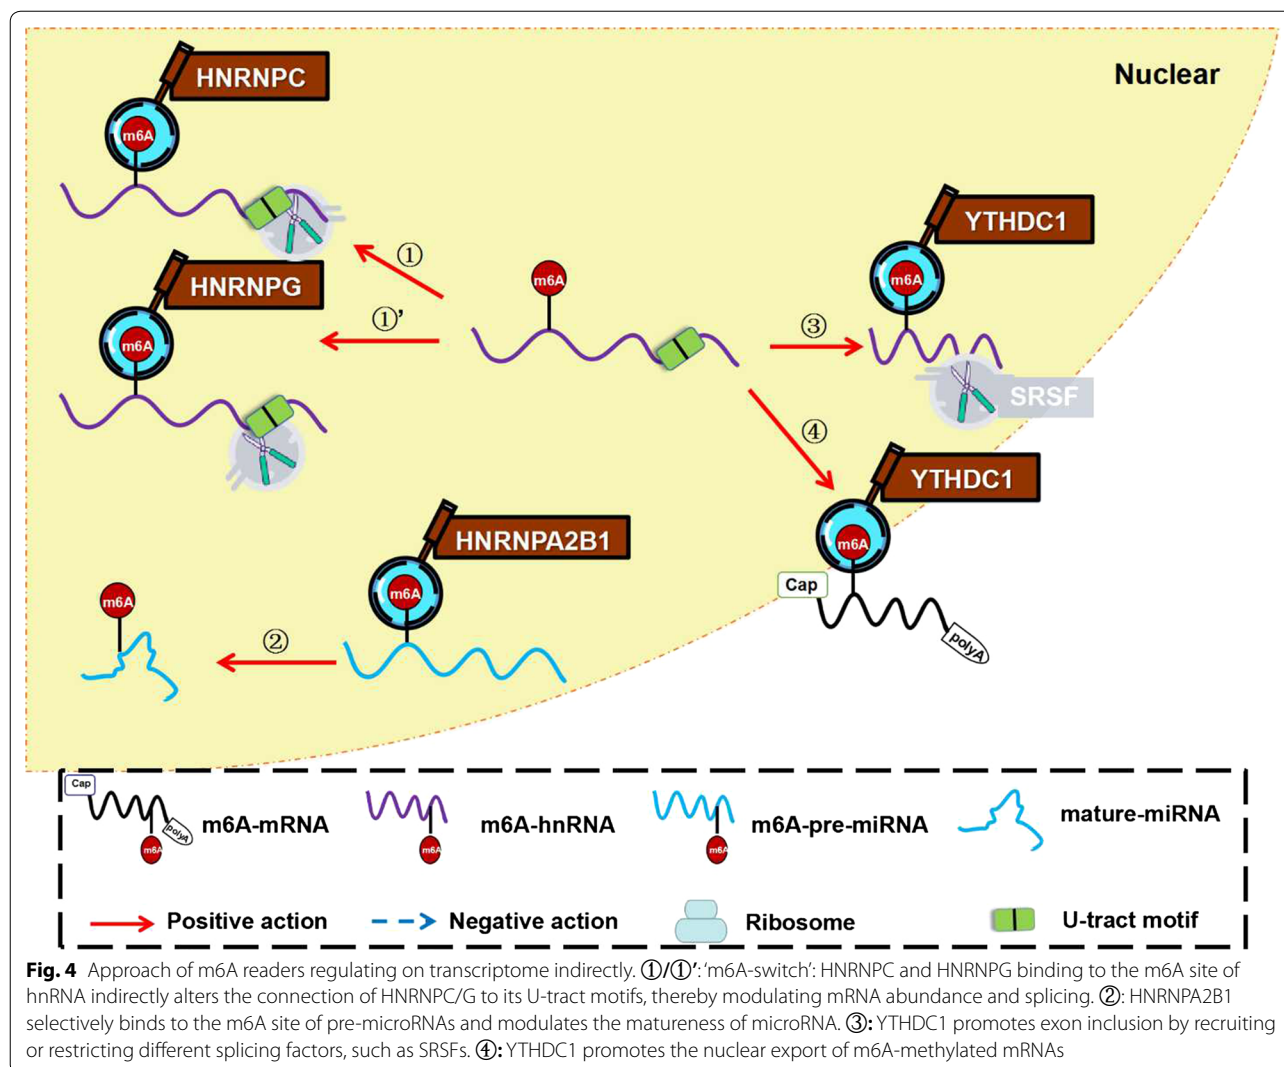 Nuclear
HNRNPC
m6A
YTHDC1
m6A
①
HNRNPG
m6A
①’
m6A
③
SRSF
④
YTHDC1
m6A
Cap
polyA
HNRNPA2B1
m6A
m6A
②
Cap
polyA
m6A
m6A-mRNA
m6A
m6A-hnRNA
m6A
m6A-pre-miRNA
mature-miRNA
Positive action
Negative action
Ribosome
U-tract motif
Fig. 4 Approach of m6A readers regulating on transcriptome indirectly. ①/①’: ‘m6A-switch’: HNRNPC and HNRNPG binding to the m6A site of
hnRNA indirectly alters the connection of HNRNPC/G to its U-tract motifs, thereby modulating mRNA abundance and splicing. ②: HNRNPA2B1
selectively binds to the m6A site of pre-microRNAs and modulates the matureness of microRNA. ③: YTHDC1 promotes exon inclusion by recruiting
or restricting different splicing factors, such as SRSFs. ④: YTHDC1 promotes the nuclear export of m6A-methylated mRNAs